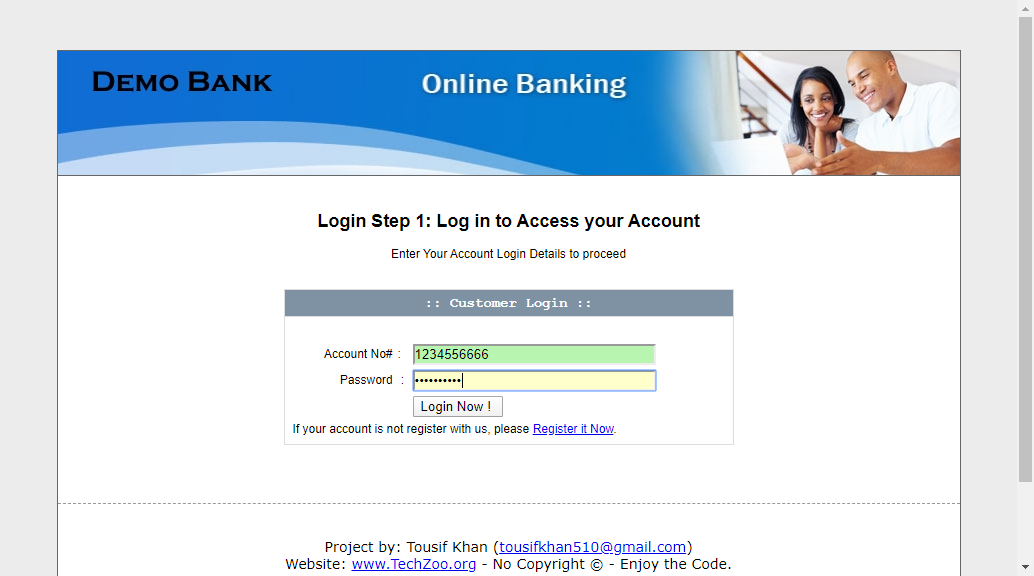 Demo Bank
Online Banking
Login Step 1: Log in to Access your Account
Enter Your Account Login Details to proceed
:: Customer Login ::
Account No# : 1234556666
Password : ••••••••••
Login Now !
If your account is not register with us, please Register it Now.
Project by: Tousif Khan (tousifkhan510@gmail.com)
Website: www.TechZoo.org - No Copyright © - Enjoy the Code.